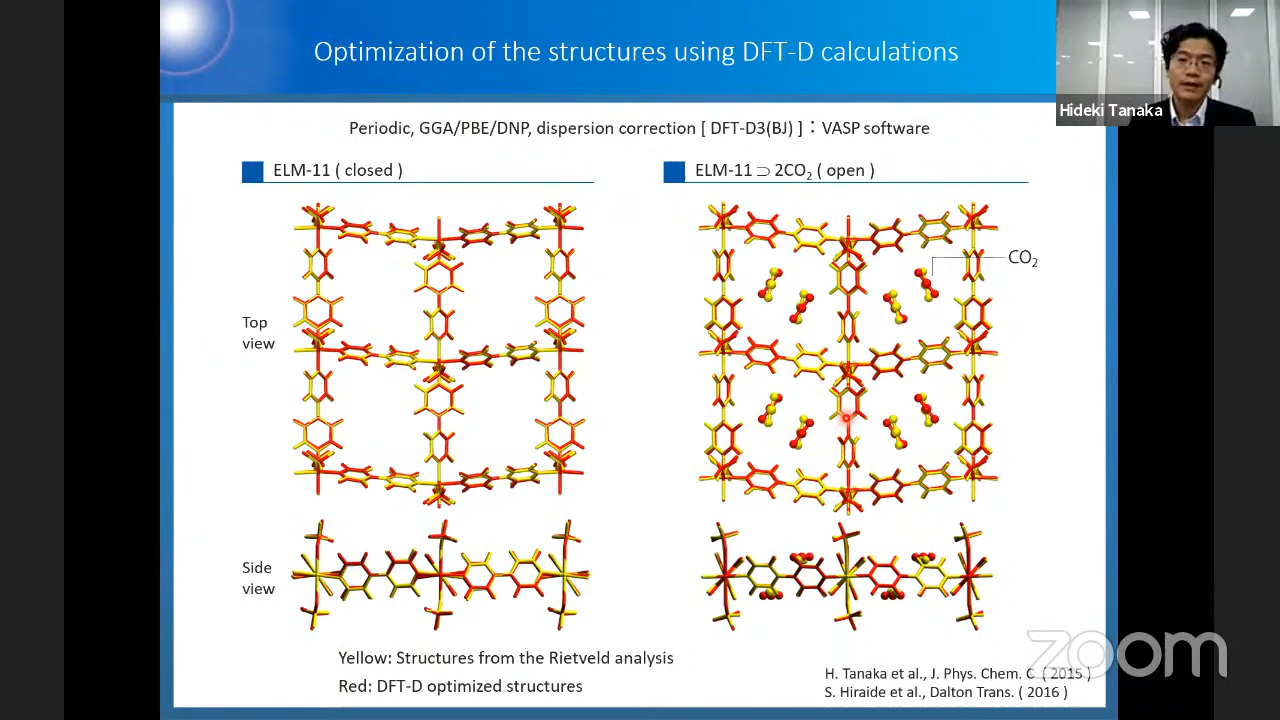 Optimization of the structures using DFT-D calculations
Hideki Tanaka
Periodic, GGA/PBE/DNP, dispersion correction [ DFT-D3(BJ) ]：VASP software
ELM-11 ( closed )
ELM-11 ⊃ 2CO₂ ( open )
CO₂
Top
view
Side
view
Yellow: Structures from the Rietveld analysis
Red: DFT-D optimized structures
H. Tanaka et al., J. Phys. Chem. C ( 2015 )
S. Hiraide et al., Dalton Trans. ( 2016 )
zoom